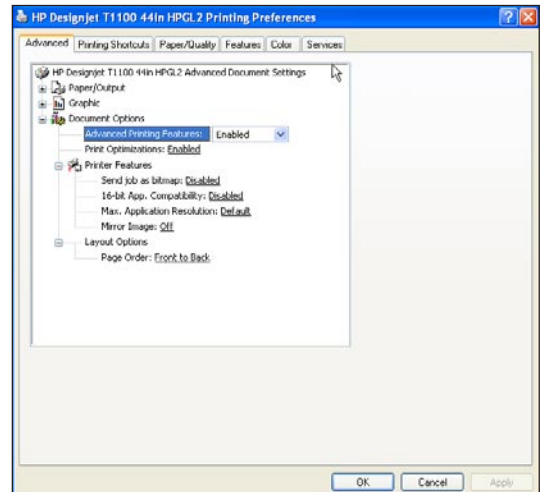 HP Designjet T1100 44in HPGL2 Printing Preferences
Advanced Printing Shortcuts Paper/Quality Features Color Services
HP Designjet T1100 44in HPGL2 Advanced Document Settings
Paper/Output
Graphic
Document Options
Advanced Printing Features: Enabled
Print Optimizations: Enabled
Printer Features
Send job as bitmap: Disabled
16-bit App. Compatibility: Disabled
Max. Application Resolution: Default
Mirror Image: Off
Layout Options
Page Order: Front to Back
OK Cancel Apply